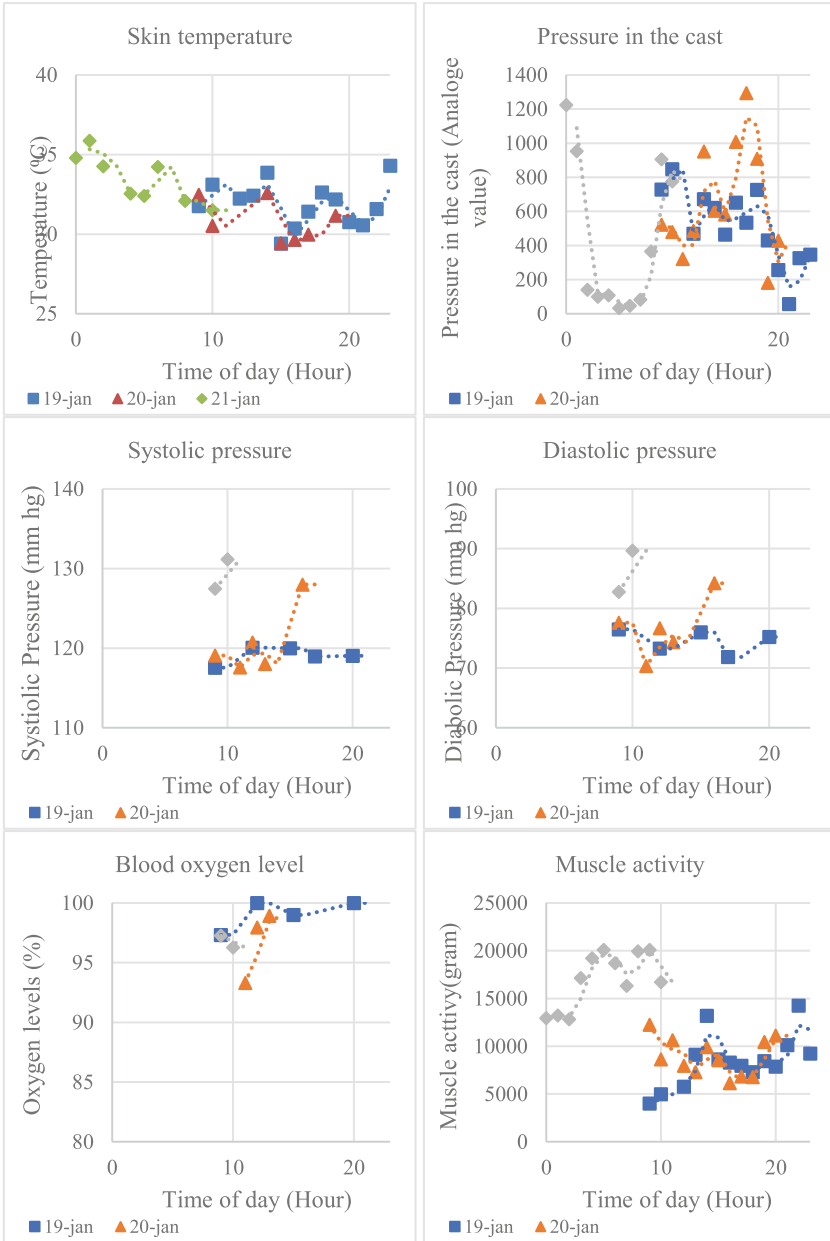 Skin temperature
40
35
30
25
Temperature (°C)
0 10 20
Time of day (Hour)
19-jan 20-jan 21-jan
Pressure in the cast
1400
1200
1000
800
600
400
200
0
Pressure in the cast (Analoge
value)
0 20
Time of day (Hour)
19-jan 20-jan
Systolic pressure
140
130
120
110
Systiolic Pressure (mm hg)
0 10 20
Time of day (Hour)
19-jan 20-jan
Diastolic pressure
100
90
80
70
60
Diabolic Pressure (mm hg)
0 10 20
Time of day (Hour)
19-jan 20-jan
Blood oxygen level
100
95
90
85
80
Oxygen levels (%)
0 10 20
Time of day (Hour)
19-jan 20-jan
Muscle activity
25000
20000
15000
10000
5000
0
Muscle acttivy(gram)
0 10 20
Time of day (Hour)
19-jan 20-jan